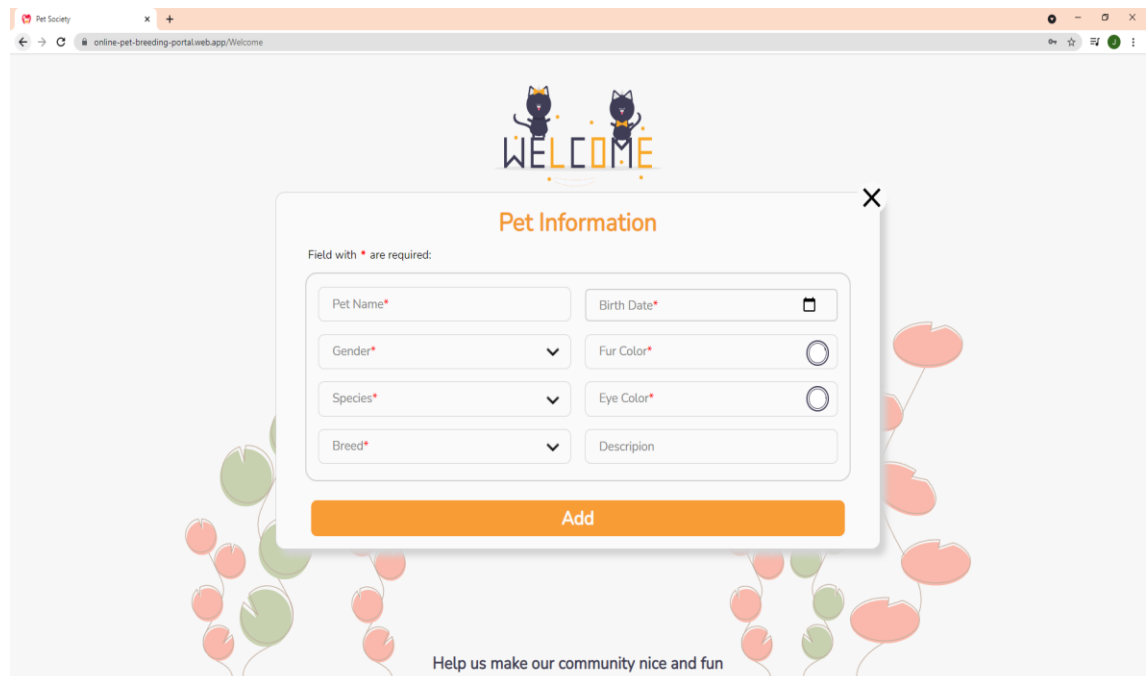 Pet Society
online-pet-breeding-portal.web.app/Welcome
J
WELCOME
Pet Information
Field with * are required:
Pet Name* Birth Date*
Gender* Fur Color*
Species* Eye Color*
Breed* Descripion
Add
Help us make our community nice and fun